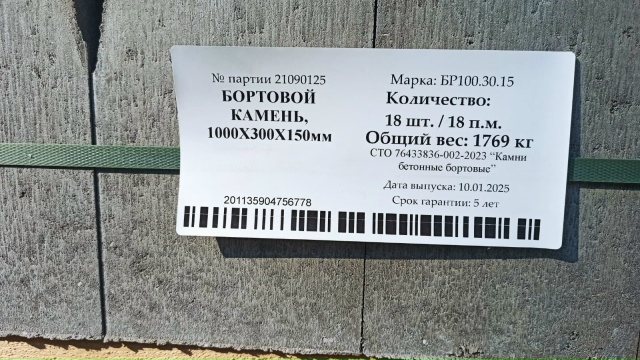 № партии 21090125
БОРТОВОЙ
КАМЕНЬ,
1000X300X150мм
201135904756778
Марка: БР100.30.15
Количество:
18 шт. / 18 п.м.
Общий вес: 1769 кг
СТО 76433836-002-2023 “Камни
бетонные бортовые”
Дата выпуска: 10.01.2025
Срок гарантии: 5 лет